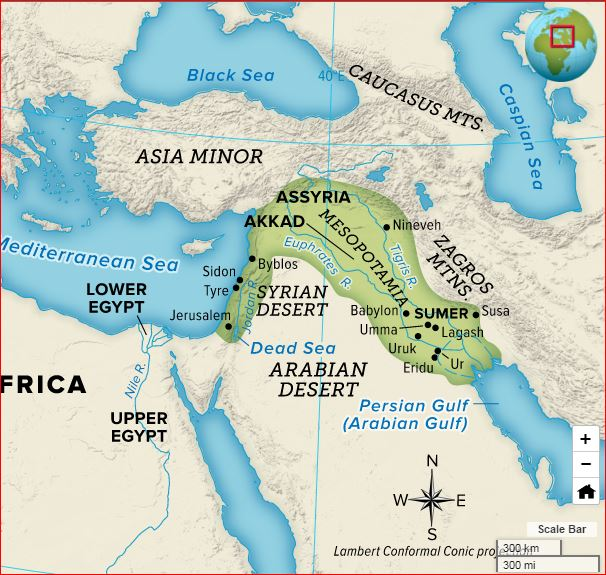 Black Sea
40°E
CAUCASUS MTS.
Caspian Sea
ASIA MINOR
ASSYRIA
AKKAD
MESOPOTAMIA
Nineveh
Mediterranean Sea
Euphrates R.
Tigris R.
ZAGROS
MTNS.
Byblos
Sidon
Tyre
LOWER
EGYPT
SYRIAN
DESERT
Jordan R.
Jerusalem
Babylon
SUMER
Susa
Umma
Lagash
Uruk
Ur
Eridu
Dead Sea
ARABIAN
DESERT
FRICA
Nile R.
UPPER
EGYPT
Persian Gulf
(Arabian Gulf)
+
−
N
W
E
S
Scale Bar
Lambert Conformal Conic pro
300 km
300 mi